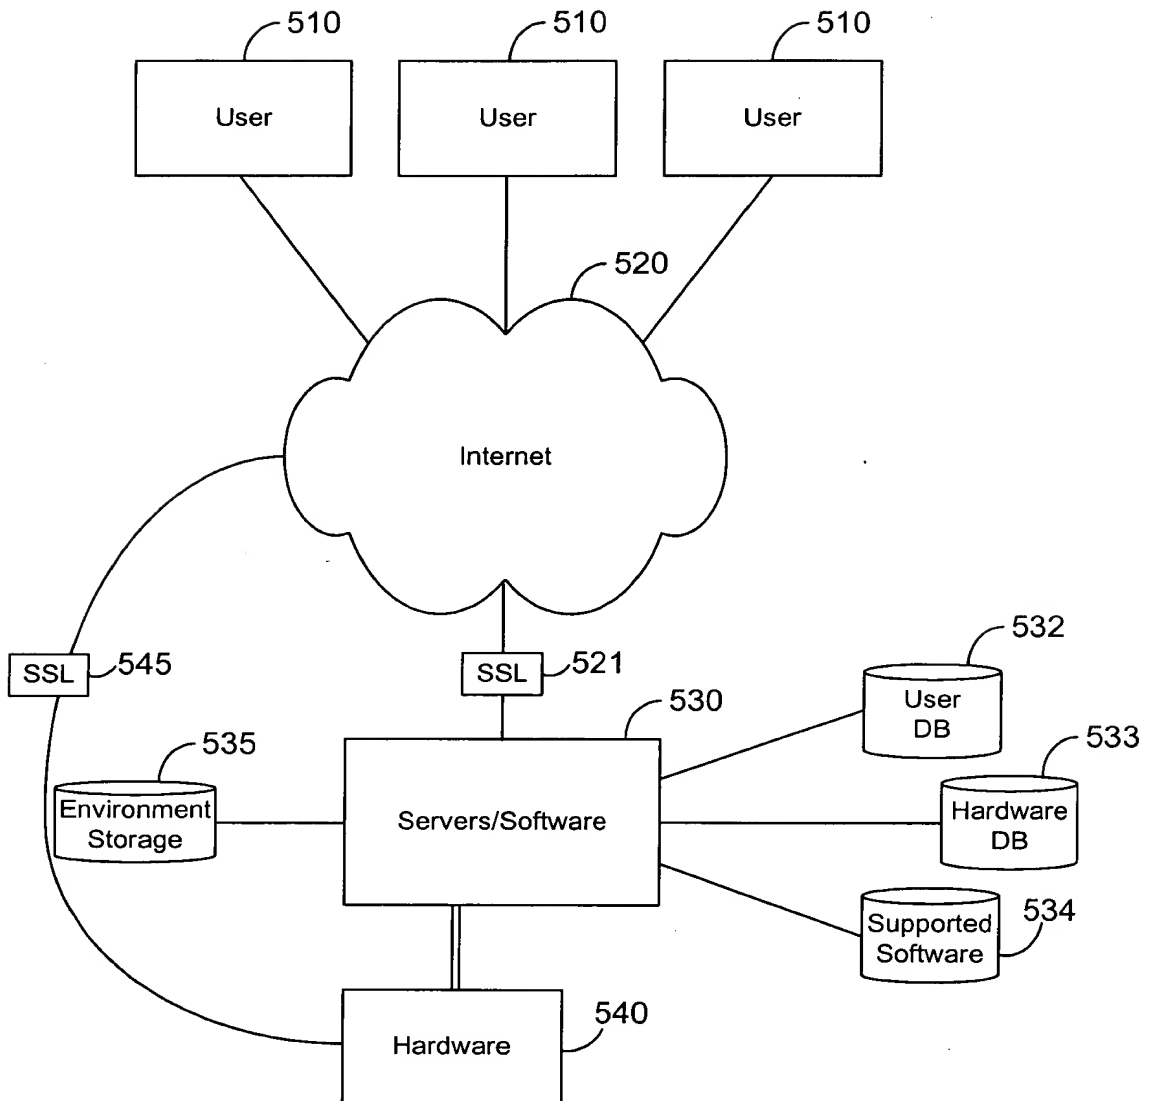 510
510
510
User
User
User
520
Internet
SSL
545
SSL
521
532
User
DB
530
535
Environment
Storage
Servers/Software
533
Hardware
DB
Supported
Software
534
Hardware
540